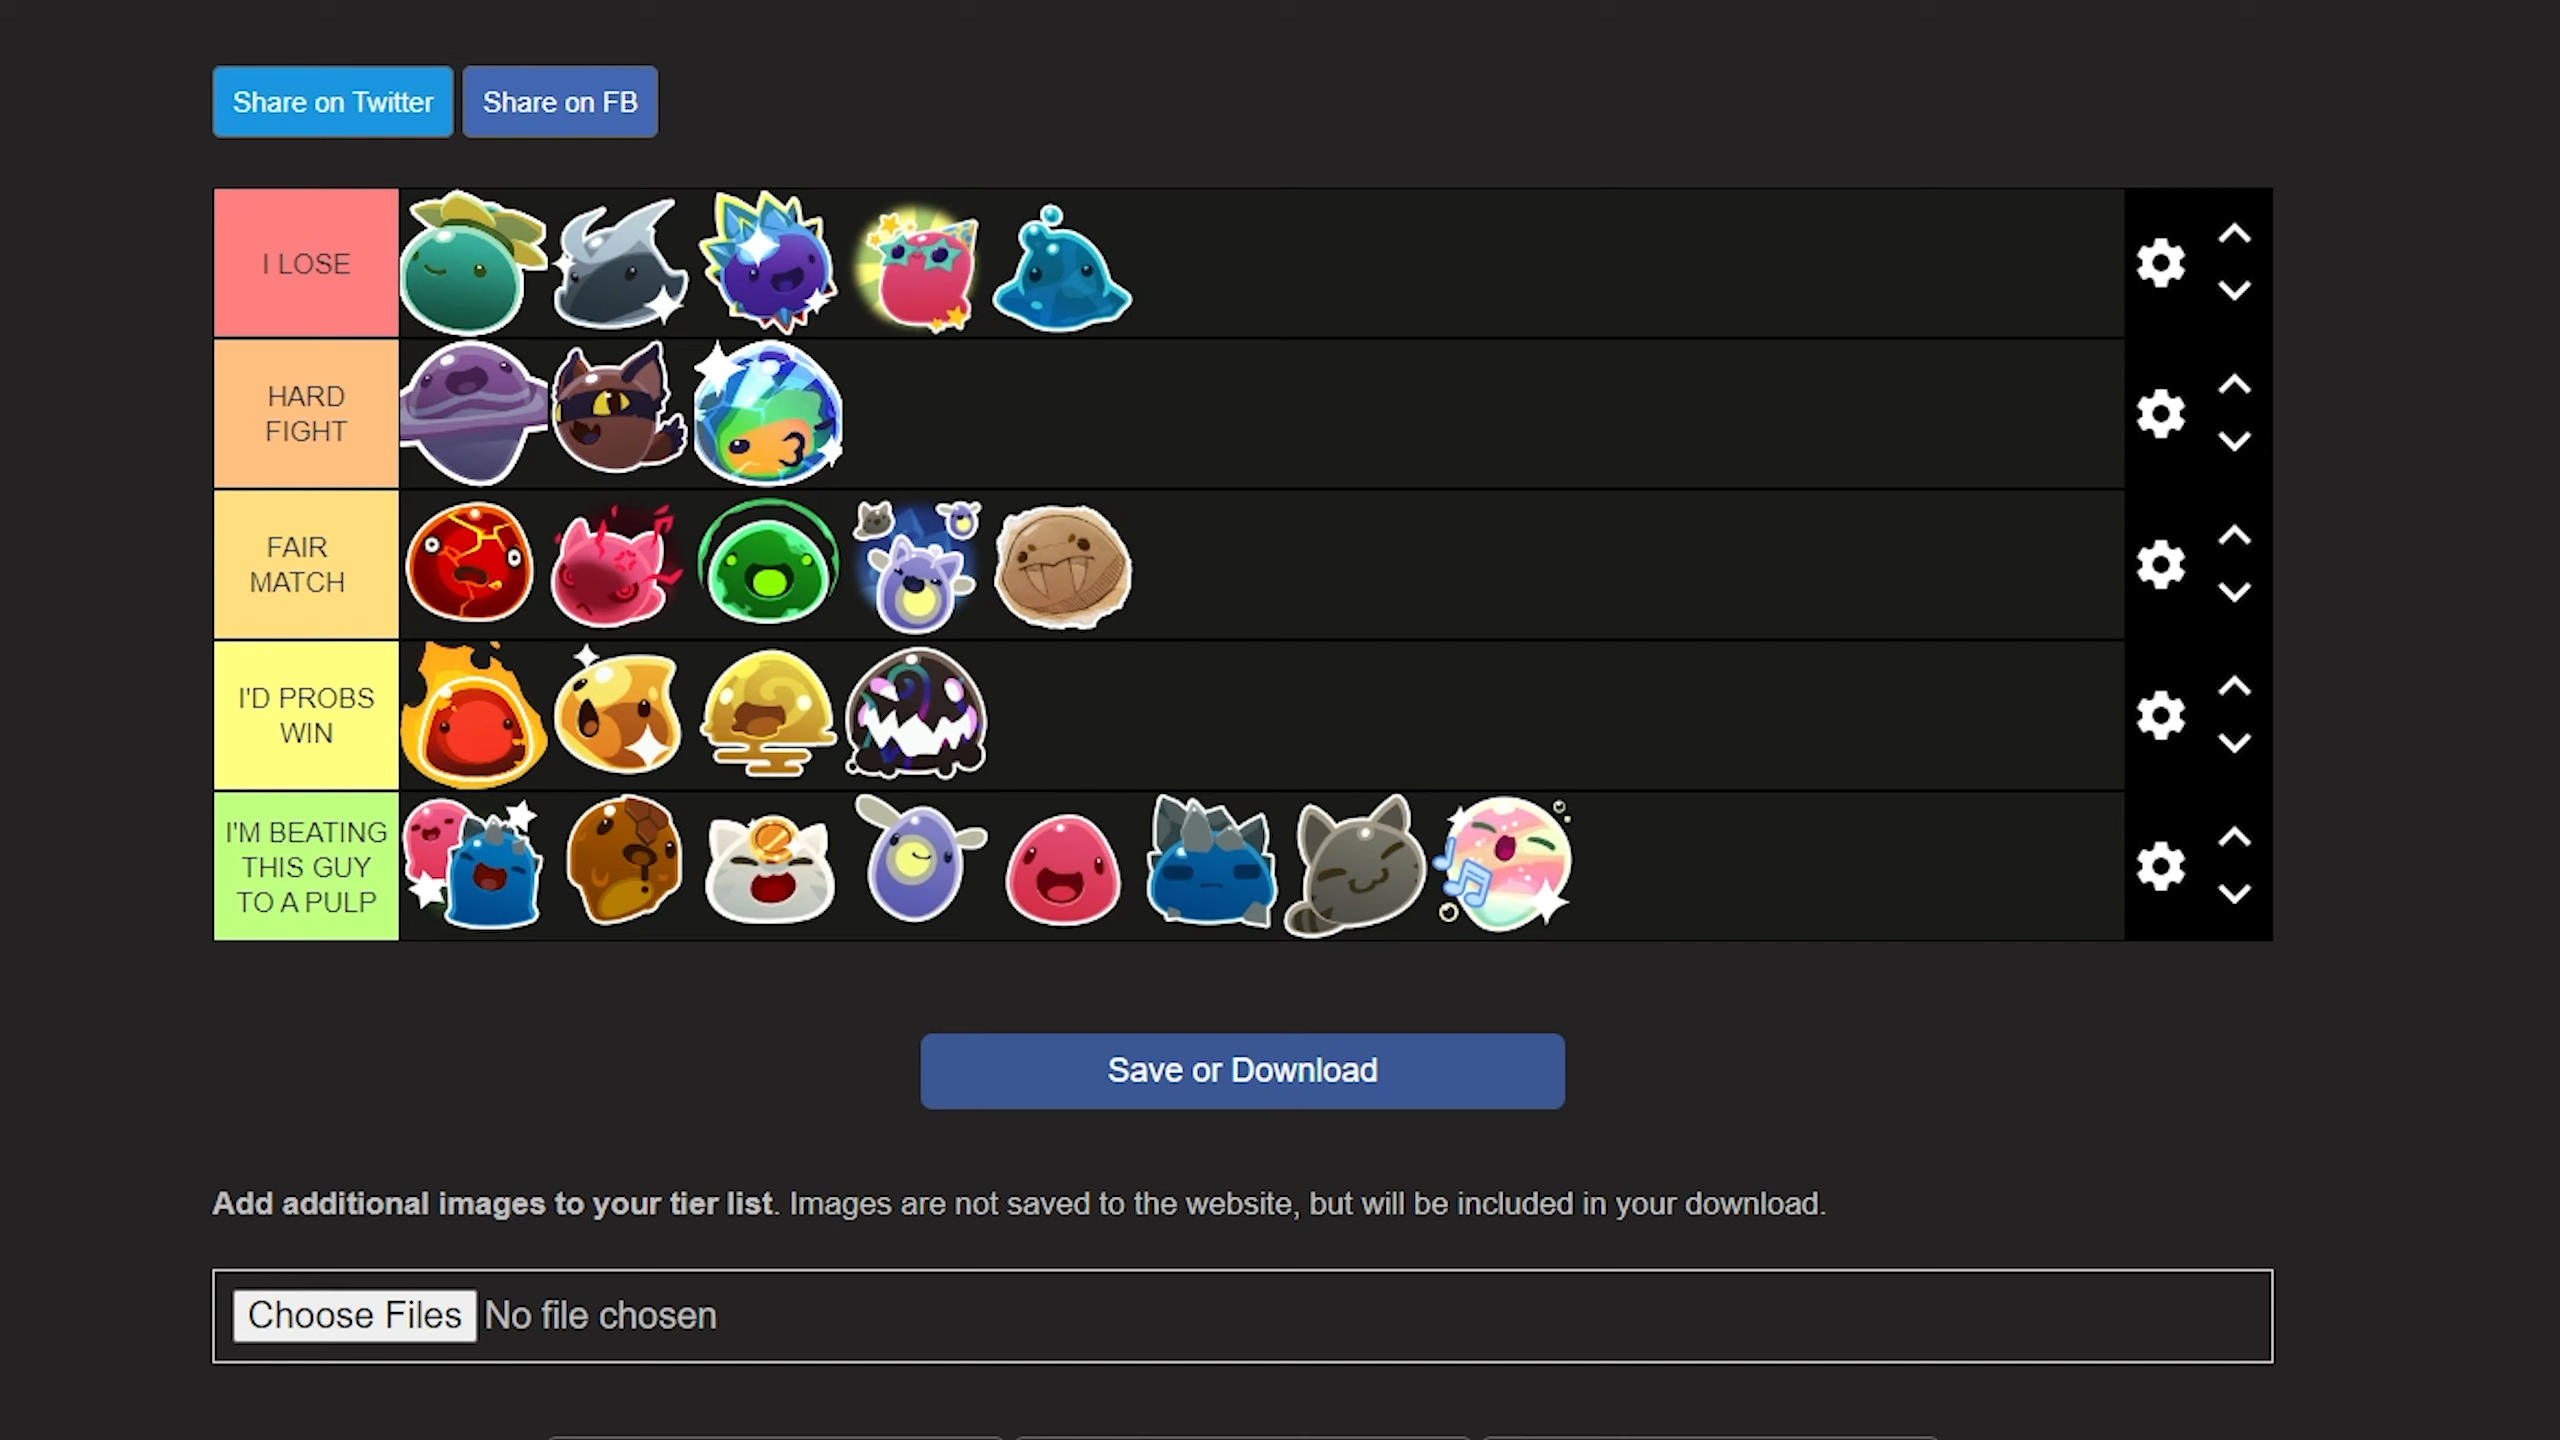 Share on Twitter
Share on FB
I LOSE
HARD
FIGHT
FAIR
MATCH
I'D PROBS
WIN
I'M BEATING
THIS GUY
TO A PULP
Save or Download
Add additional images to your tier list. Images are not saved to the website, but will be included in your download.
Choose Files No file chosen